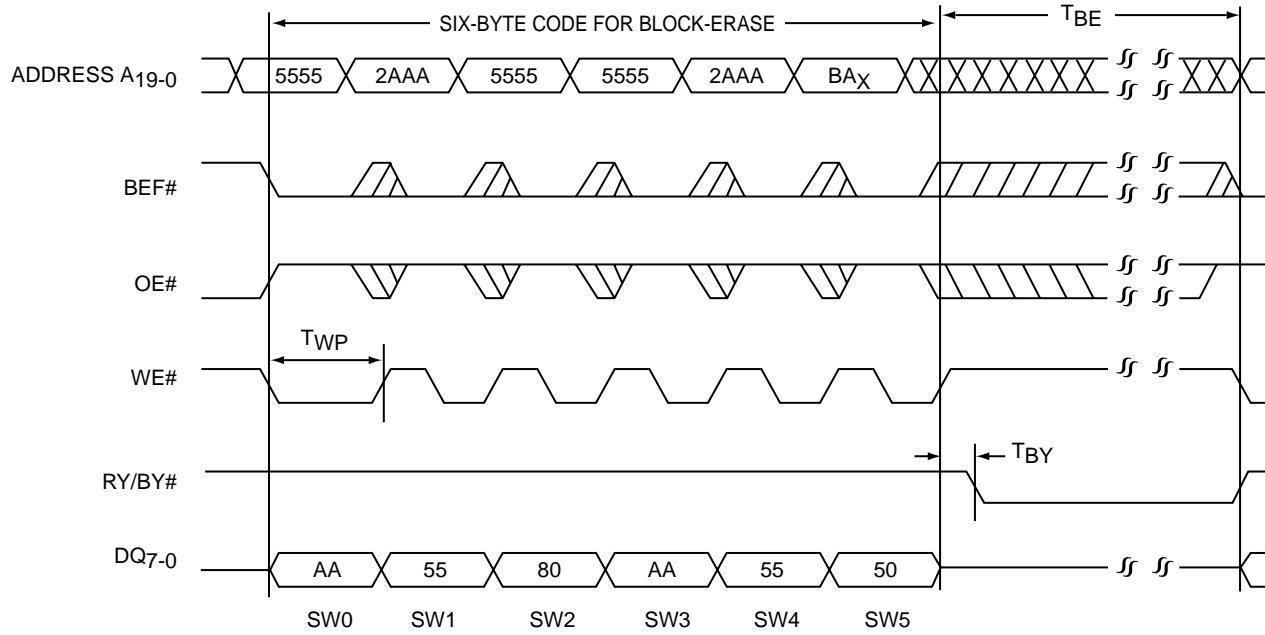 SIX-BYTE CODE FOR BLOCK-ERASE
TBE
ADDRESS A19-0
5555 2AAA 5555 5555 2AAA BAX
BEF#
OE#
TWP
WE#
TBY
RY/BY#
DQ7-0
AA 55 80 AA 55 50
SW0 SW1 SW2 SW3 SW4 SW5